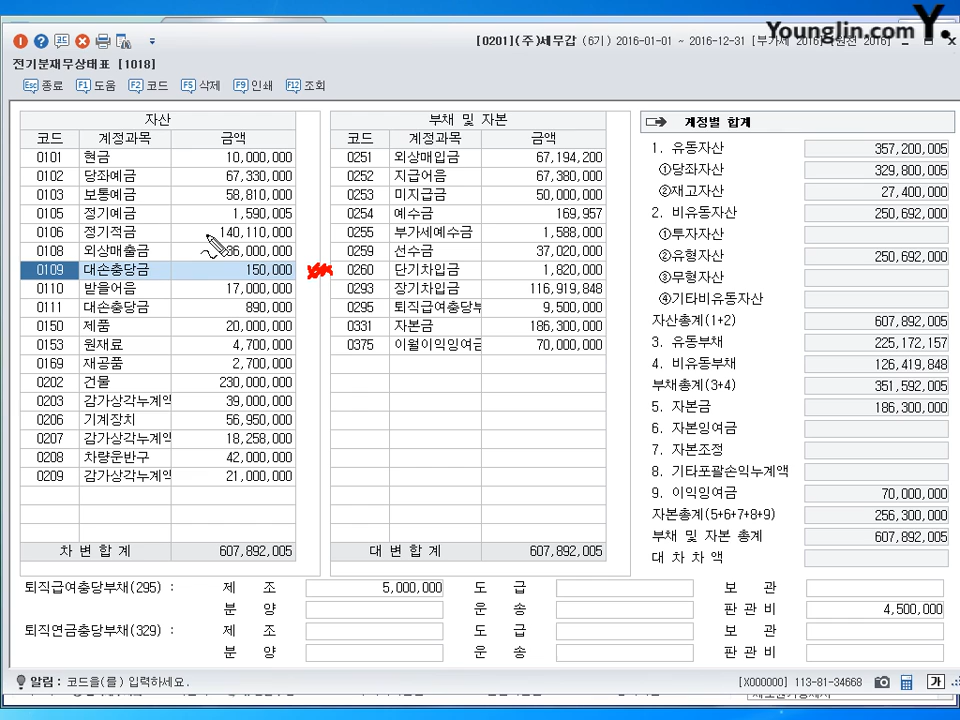 Younglin.com Y.
[0201](주)세무갑 (6기) 2016-01-01 ~ 2016-12-31 [부가세 2016] [원천 2016]
전기분재무상태표 [1018]
Esc 종료 F1 도움 F2 코드 F5 삭제 F9 인쇄 F12 조회
자산
코드 계정과목 금액
0101 현금 10,000,000
0102 당좌예금 67,330,000
0103 보통예금 58,810,000
0105 정기예금 1,590,005
0106 정기적금 140,110,000
0108 외상매출금 86,000,000
0109 대손충당금 150,000
0110 받을어음 17,000,000
0111 대손충당금 890,000
0150 제품 20,000,000
0153 원재료 4,700,000
0169 재공품 2,700,000
0202 건물 230,000,000
0203 감가상각누계액 39,000,000
0206 기계장치 56,950,000
0207 감가상각누계액 18,258,000
0208 차량운반구 42,000,000
0209 감가상각누계액 21,000,000
차 변 합 계 607,892,005
부채 및 자본
코드 계정과목 금액
0251 외상매입금 67,194,200
0252 지급어음 67,380,000
0253 미지급금 50,000,000
0254 예수금 169,957
0255 부가세예수금 1,588,000
0259 선수금 37,020,000
0260 단기차입금 1,820,000
0293 장기차입금 116,919,848
0295 퇴직급여충당부 9,500,000
0331 자본금 186,300,000
0375 이월이익잉여금 70,000,000
대 변 합 계 607,892,005
계정별 합계
1. 유동자산 357,200,005
①당좌자산 329,800,005
②재고자산 27,400,000
2. 비유동자산 250,692,000
①투자자산
②유형자산 250,692,000
③무형자산
④기타비유동자산
자산총계(1+2) 607,892,005
3. 유동부채 225,172,157
4. 비유동부채 126,419,848
부채총계(3+4) 351,592,005
5. 자본금 186,300,000
6. 자본잉여금
7. 자본조정
8. 기타포괄손익누계액
9. 이익잉여금 70,000,000
자본총계(5+6+7+8+9) 256,300,000
부채 및 자본 총계 607,892,005
대 차 차 액
퇴직급여충당부채(295) : 제 조 5,000,000 도 급 보 관
분 양 운 송 판 관 비 4,500,000
퇴직연금충당부채(329) : 제 조 도 급 보 관
분 양 운 송 판 관 비
알림 : 코드을(를) 입력하세요. [X000000] 113-81-34668 가